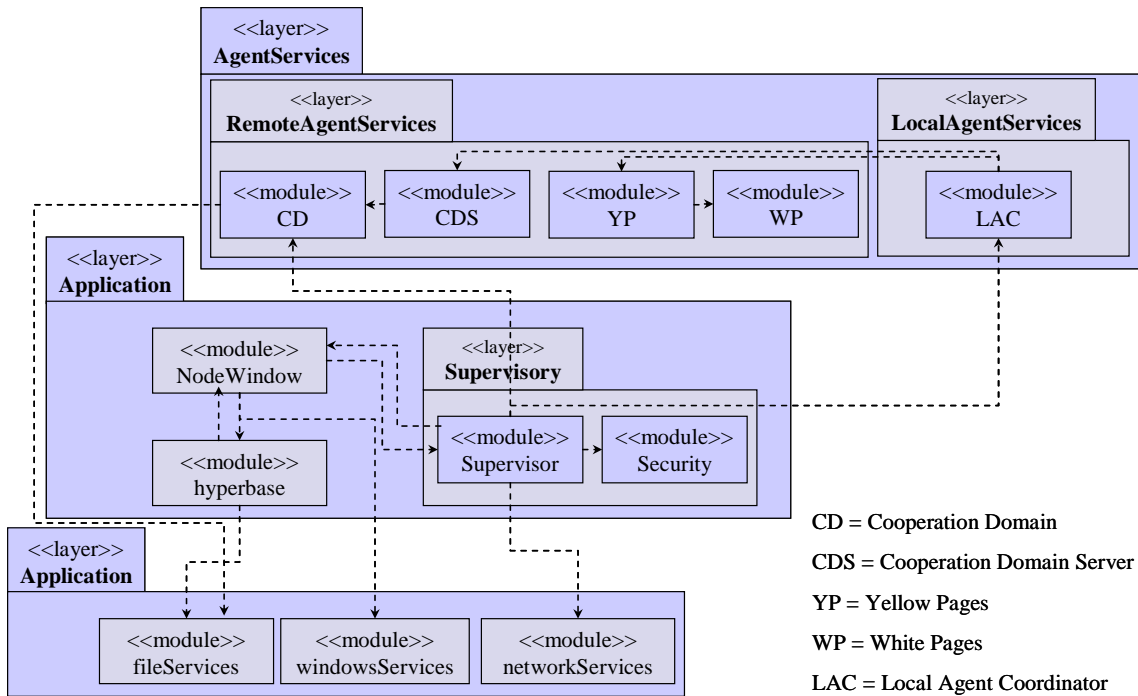 <<layer>>
AgentServices
<<layer>>
RemoteAgentServices
<<layer>>
LocalAgentServices
<<module>>
CD
<<module>>
CDS
<<module>>
YP
<<module>>
WP
<<module>>
LAC
<<layer>>
Application
<<module>>
NodeWindow
<<layer>>
Supervisory
<<module>>
hyperbase
<<module>>
Supervisor
<<module>>
Security
<<layer>>
Application
<<module>>
fileServices
<<module>>
windowsServices
<<module>>
networkServices
CD = Cooperation Domain
CDS = Cooperation Domain Server
YP = Yellow Pages
WP = White Pages
LAC = Local Agent Coordinator